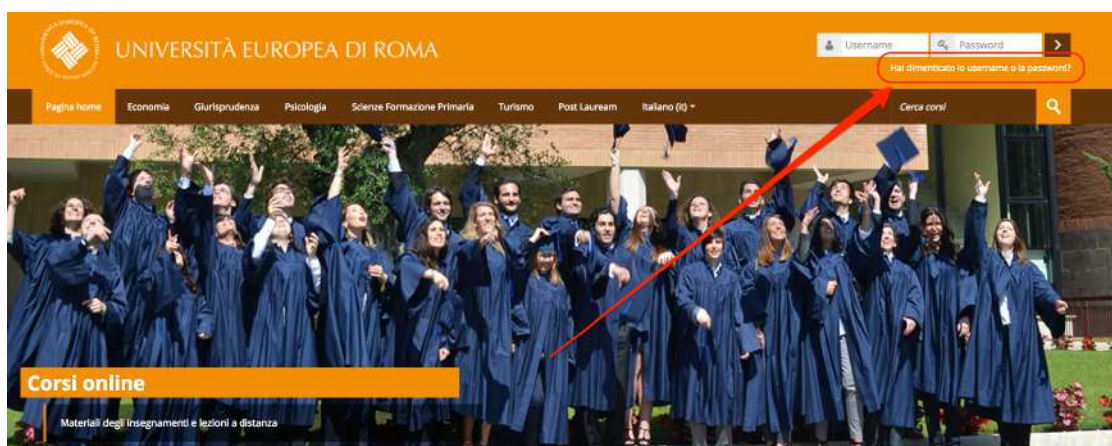 UNIVERSITÀ EUROPEA DI ROMA
Username
Password
Hai dimenticato lo username o la password?
Pagina home
Economia
Giurisprudenza
Psicologia
Scienze Formazione Primaria
Turismo
Post Lauream
Italiano (it)
Cerca corsi
Corsi online
Materiali degli insegnamenti e lezioni a distanza